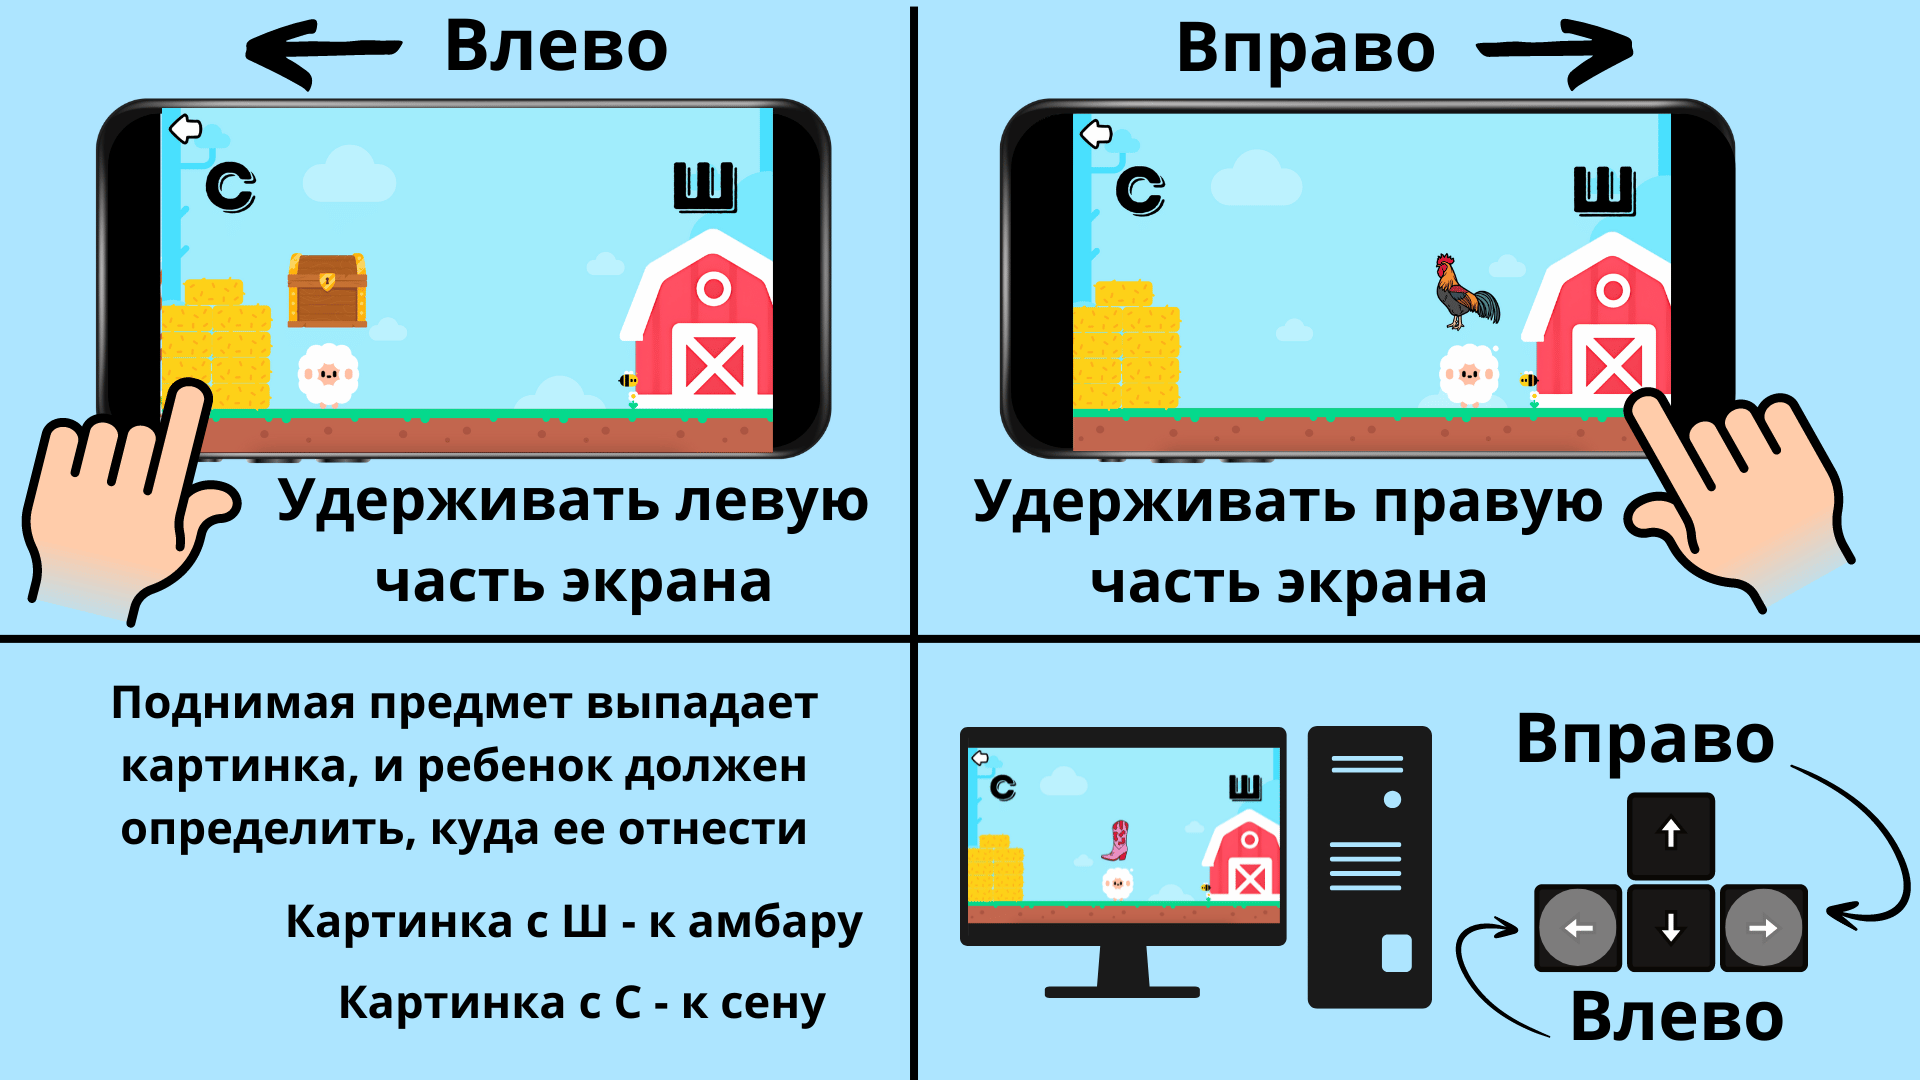 Влево
С
Ш
Удерживать левую
часть экрана
Вправо
С
Ш
Удерживать правую
часть экрана
Поднимая предмет выпадает
картинка, и ребенок должен
определить, куда ее отнести
Картинка с Ш - к амбару
Картинка с С - к сену
С
Ш
Вправо
Влево